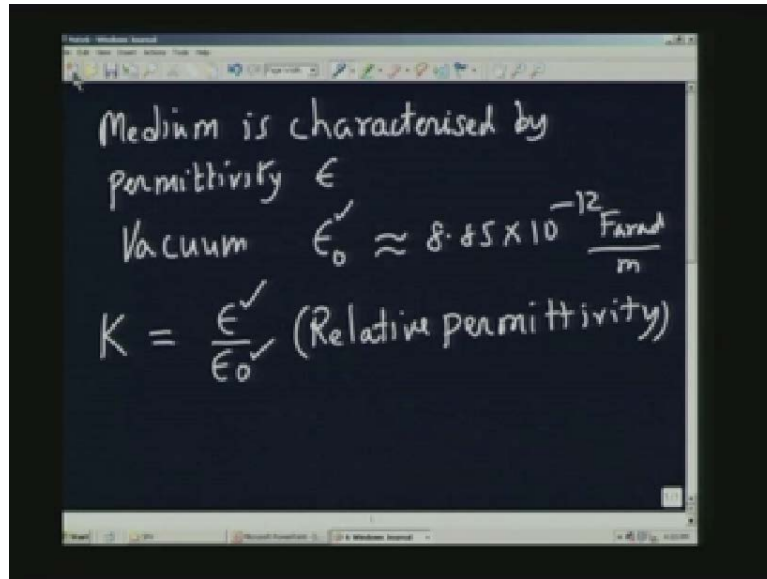 Medium is characterised by
permittivity ϵ
Vacuum ϵ₀ ≈ 8.85 × 10⁻¹² Farad/m
K = ϵ/ϵ₀ (Relative permittivity)